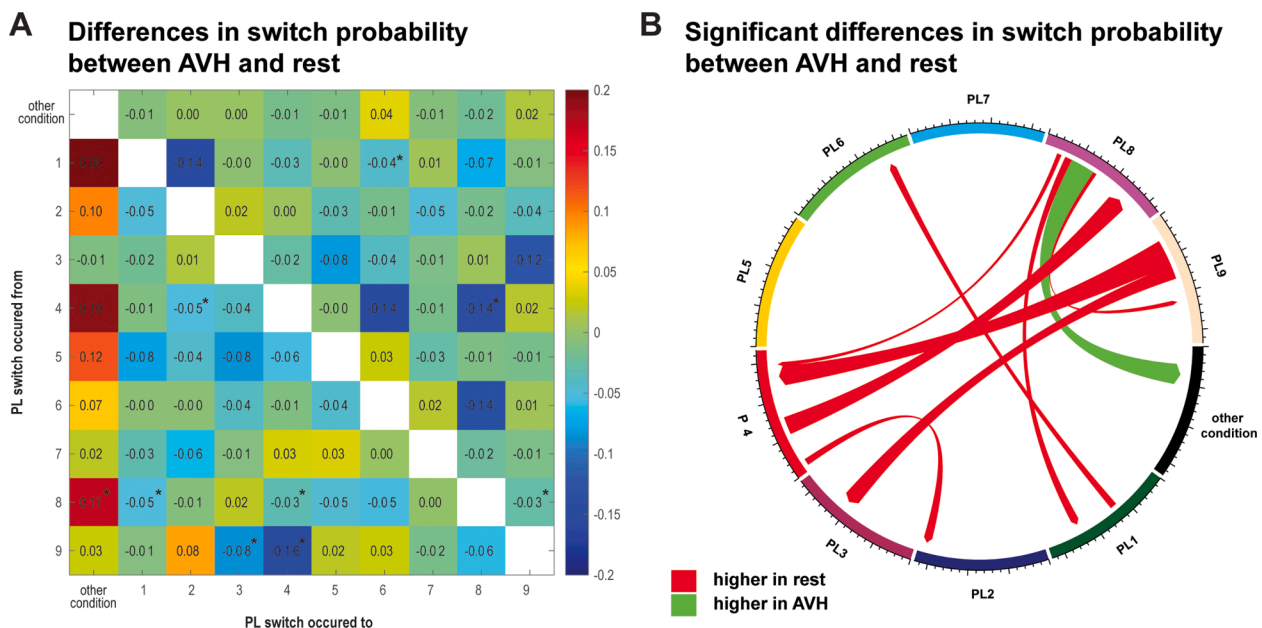 A Differences in switch probability
between AVH and rest
other
condition -0.01 0.00 0.00 -0.01 -0.01 0.04 -0.01 -0.02 0.02
1 -0.14 -0.00 -0.03 -0.00 -0.04* 0.01 -0.07 -0.01
2 0.10 -0.05 0.02 0.00 -0.03 -0.01 -0.05 -0.02 -0.04
3 -0.01 -0.02 0.01 -0.02 -0.08 -0.04 -0.01 0.01 -0.12
4 -0.01 -0.05* -0.04 -0.00 -0.14 -0.01 -0.14* 0.02
5 0.12 -0.08 -0.04 -0.08 -0.06 0.03 -0.03 -0.01 -0.01
6 0.07 -0.00 -0.00 -0.04 -0.01 -0.04 0.02 -0.14 0.01
7 0.02 -0.03 -0.06 -0.01 0.03 0.03 0.00 -0.02 -0.01
8 0.17* -0.05* -0.01 0.02 -0.03* -0.05 -0.05 0.00 -0.03*
9 0.03 -0.01 0.08 -0.08* -0.16* 0.02 0.03 -0.02 -0.06
other
condition 1 2 3 4 5 6 7 8 9
PL switch occured from
PL switch occured to
0.2
0.15
0.1
0.05
0
-0.05
-0.1
-0.15
-0.2
B Significant differences in switch probability
between AVH and rest
PL7
PL8
PL9
other
condition
PL1
PL2
PL3
P 4
PL5
PL6
higher in rest
higher in AVH